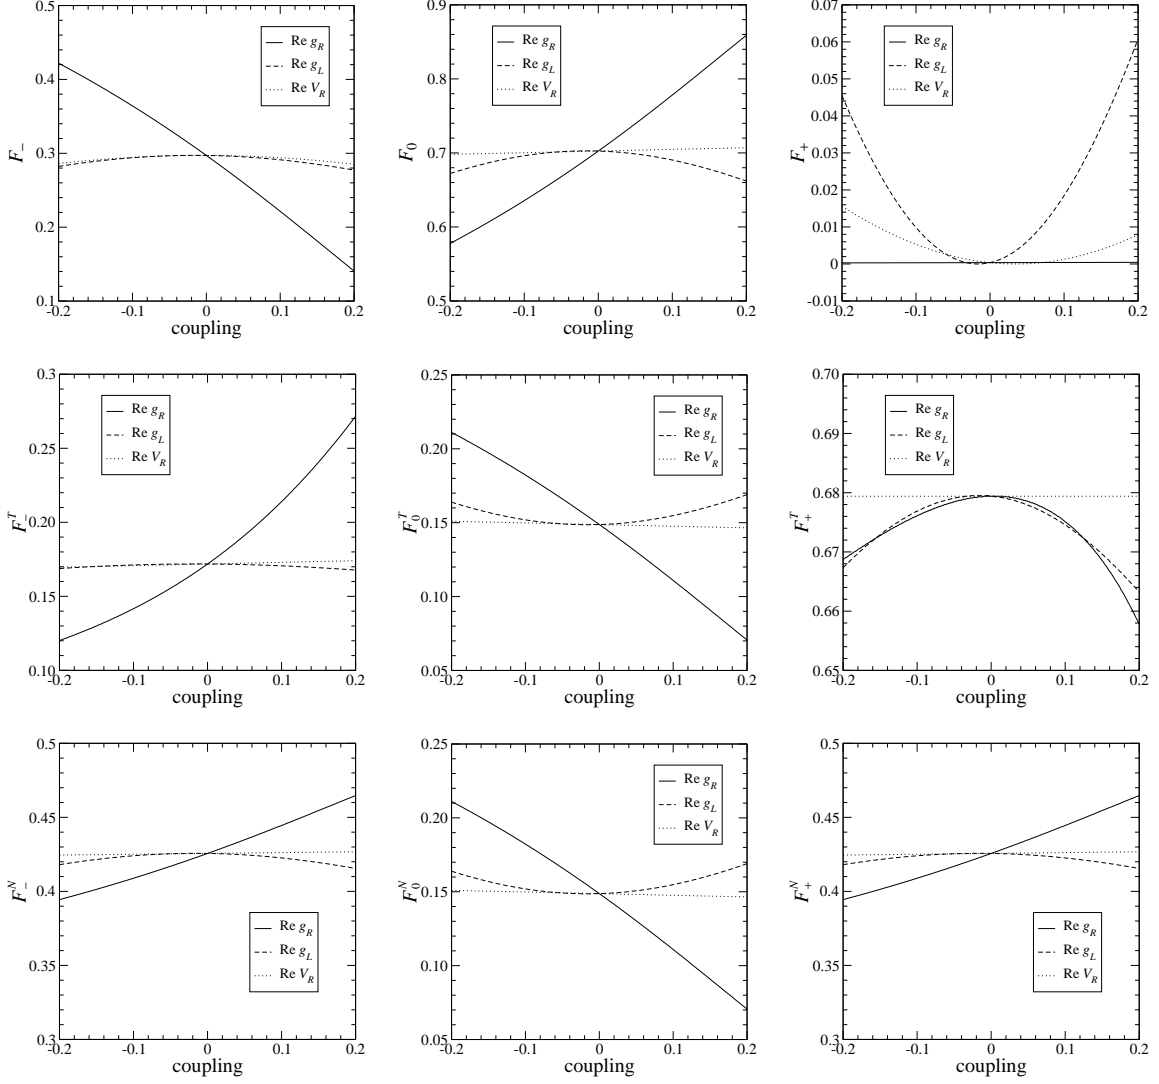 0.5
0.4
0.3
0.2
0.1
-0.2
-0.1
0
0.1
0.2
coupling
F_−
Re g_R
Re g_L
Re V_R
0.9
0.8
0.7
0.6
0.5
-0.2
-0.1
0
0.1
0.2
coupling
F_0
Re g_R
Re g_L
Re V_R
0.07
0.06
0.05
0.04
0.03
0.02
0.01
0
-0.01
-0.2
-0.1
0
0.1
0.2
coupling
F_+
Re g_R
Re g_L
Re V_R
0.3
0.25
0.20
0.15
0.10
-0.2
-0.1
0
0.1
0.2
coupling
F_−^T
Re g_R
Re g_L
Re V_R
0.25
0.20
0.15
0.10
0.05
-0.2
-0.1
0
0.1
0.2
coupling
F_0^T
Re g_R
Re g_L
Re V_R
0.70
0.69
0.68
0.67
0.66
0.65
-0.2
-0.1
0
0.1
0.2
coupling
F_+^T
Re g_R
Re g_L
Re V_R
0.5
0.45
0.4
0.35
0.3
-0.2
-0.1
0
0.1
0.2
coupling
F_−^N
Re g_R
Re g_L
Re V_R
0.25
0.20
0.15
0.10
0.05
-0.2
-0.1
0
0.1
0.2
coupling
F_0^N
Re g_R
Re g_L
Re V_R
0.5
0.45
0.4
0.35
0.3
-0.2
-0.1
0
0.1
0.2
coupling
F_+^N
Re g_R
Re g_L
Re V_R